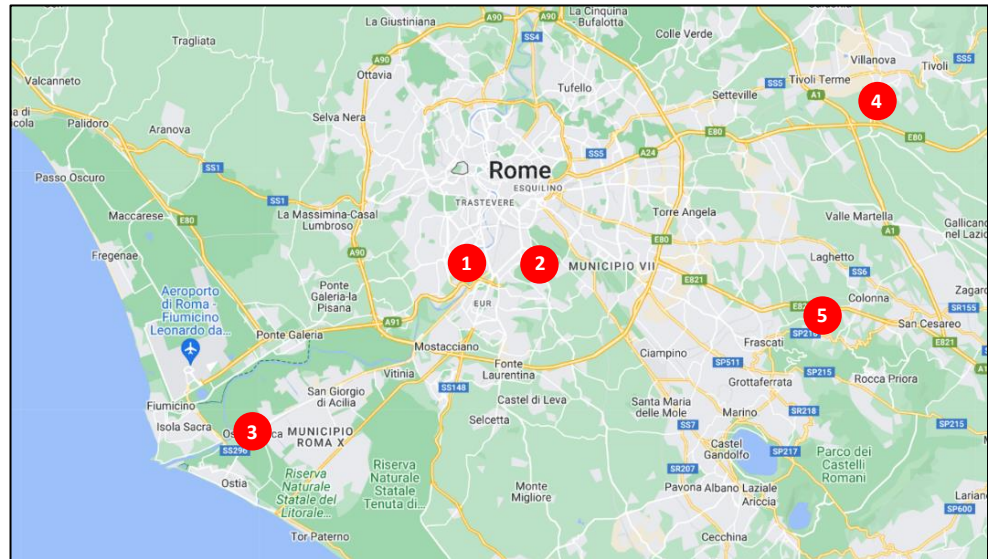 La Giustiniana
A90
La Cinquina
- Bufalotta
SS4
Colle Verde
Tragliata
A90
Ottavia
Villanova
SS5
Tivoli
Valcanneto
Tufello
Tivoli Terme
Setteville
SS5
A1
4
Selva Nera
Palidoro
Aranova
E80
E80
A24
SS5
Rome
ESQUILINO
SS1
Passo Oscuro
TRASTEVERE
SS1
Torre Angela
Maccarese
La Massimina-Casal
Lumbroso
Valle Martella
Gallicano
nel Lazio
E80
A1
E80
Fregenae
A90
1
2
MUNICIPIO VII
Laghetto
SS6
E821
Aeroporto
di Roma -
Fiumicino
Leonardo da...
Ponte
Galeria-la
Pisana
EUR
Zagaro
Colonna
SR155
5
A91
San Cesareo
Ponte Galeria
Mostacciano
Frascati
E821
Ciampino
SP511
Vitinia
Fonte
Laurentina
SP215
A1
Rocca Priora
Grottaferrata
SS148
San Giorgio
di Acilia
Castel di Leva
Fiumicino
Santa Maria
delle Mole
Marino
SR218
Selcetta
Isola Sacra
3
MUNICIPIO
ROMA X
SS7
SP215
SS296
Castel
Gandolfo
SP217
Parco dei
Castelli
Romani
Riserva
Naturale
Statale del
Litorale...
Riserva
Naturale
Statale
Tenuta di...
SR207
Ostia
Monte
Migliore
Pavona
Albano Laziale
Ariccia
SP600
Tor Paterno
Cecchina